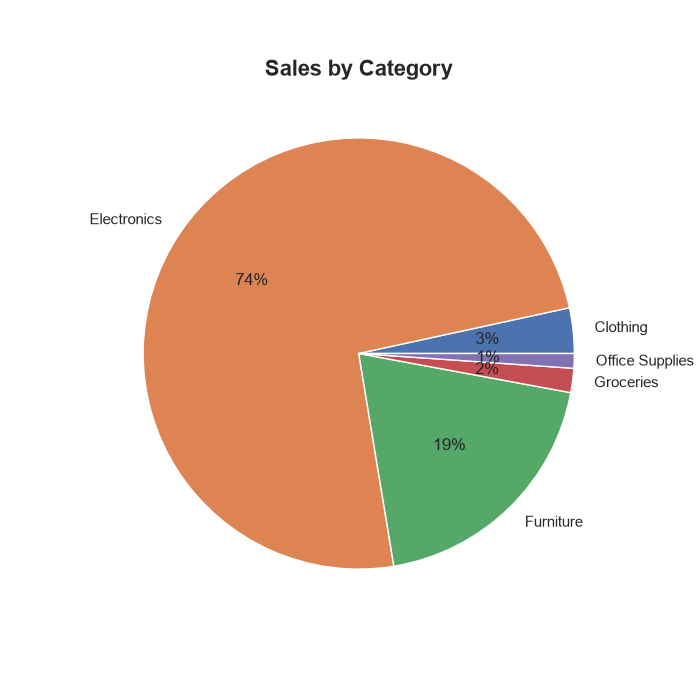 Sales by Category
Electronics
74%
Clothing
3%
1%
Office Supplies
2%
Groceries
19%
Furniture